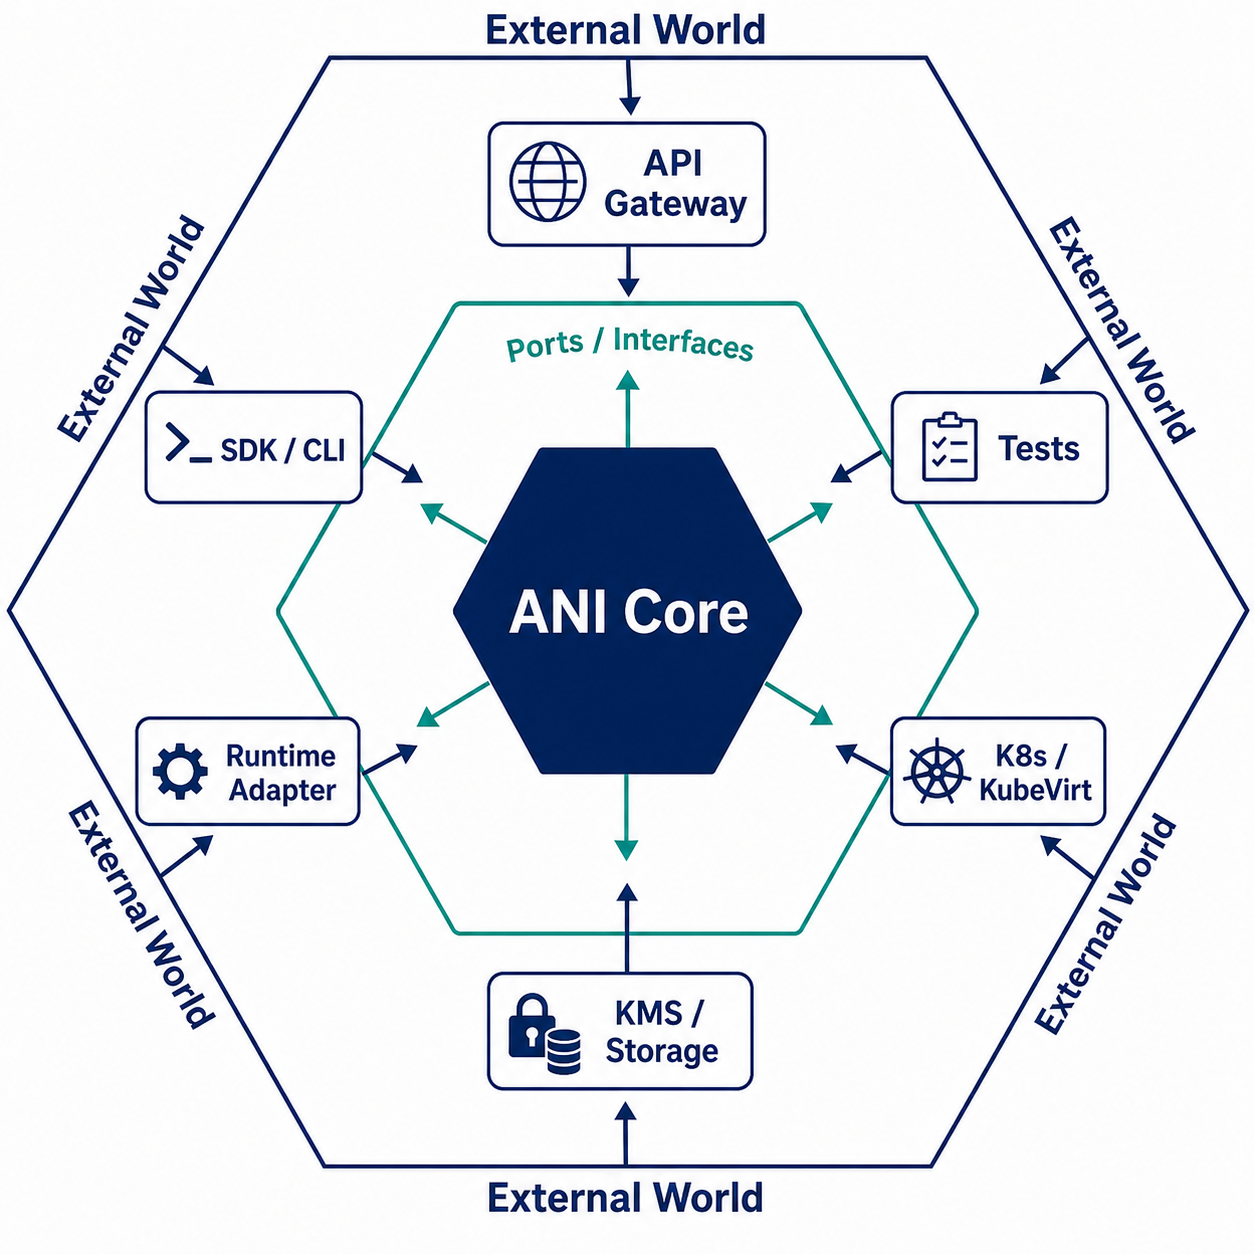 External World
API
Gateway
External World
External World
Ports / Interfaces
SDK / CLI
Tests
ANI Core
Runtime
Adapter
K8s /
KubeVirt
External World
External World
KMS /
Storage
External World